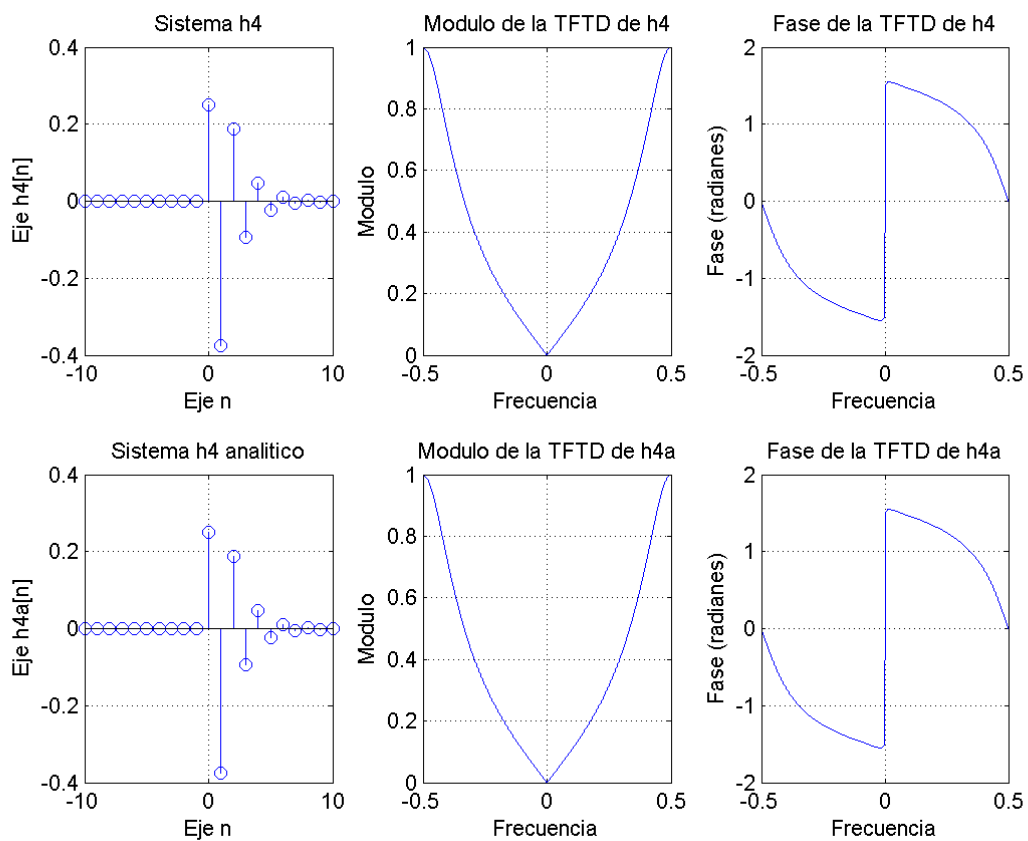 Sistema h4
Modulo de la TFTD de h4
Fase de la TFTD de h4
0.4
0.2
0
-0.2
-0.4
-10
0
10
Eje h4[n]
Eje n
1
0.8
0.6
0.4
0.2
0
-0.5
0
0.5
Modulo
Frecuencia
2
1
0
-1
-2
-0.5
0
0.5
Fase (radianes)
Frecuencia
Sistema h4 analitico
Modulo de la TFTD de h4a
Fase de la TFTD de h4a
0.4
0.2
0
-0.2
-0.4
-10
0
10
Eje h4a[n]
Eje n
1
0.8
0.6
0.4
0.2
0
-0.5
0
0.5
Modulo
Frecuencia
2
1
0
-1
-2
-0.5
0
0.5
Fase (radianes)
Frecuencia